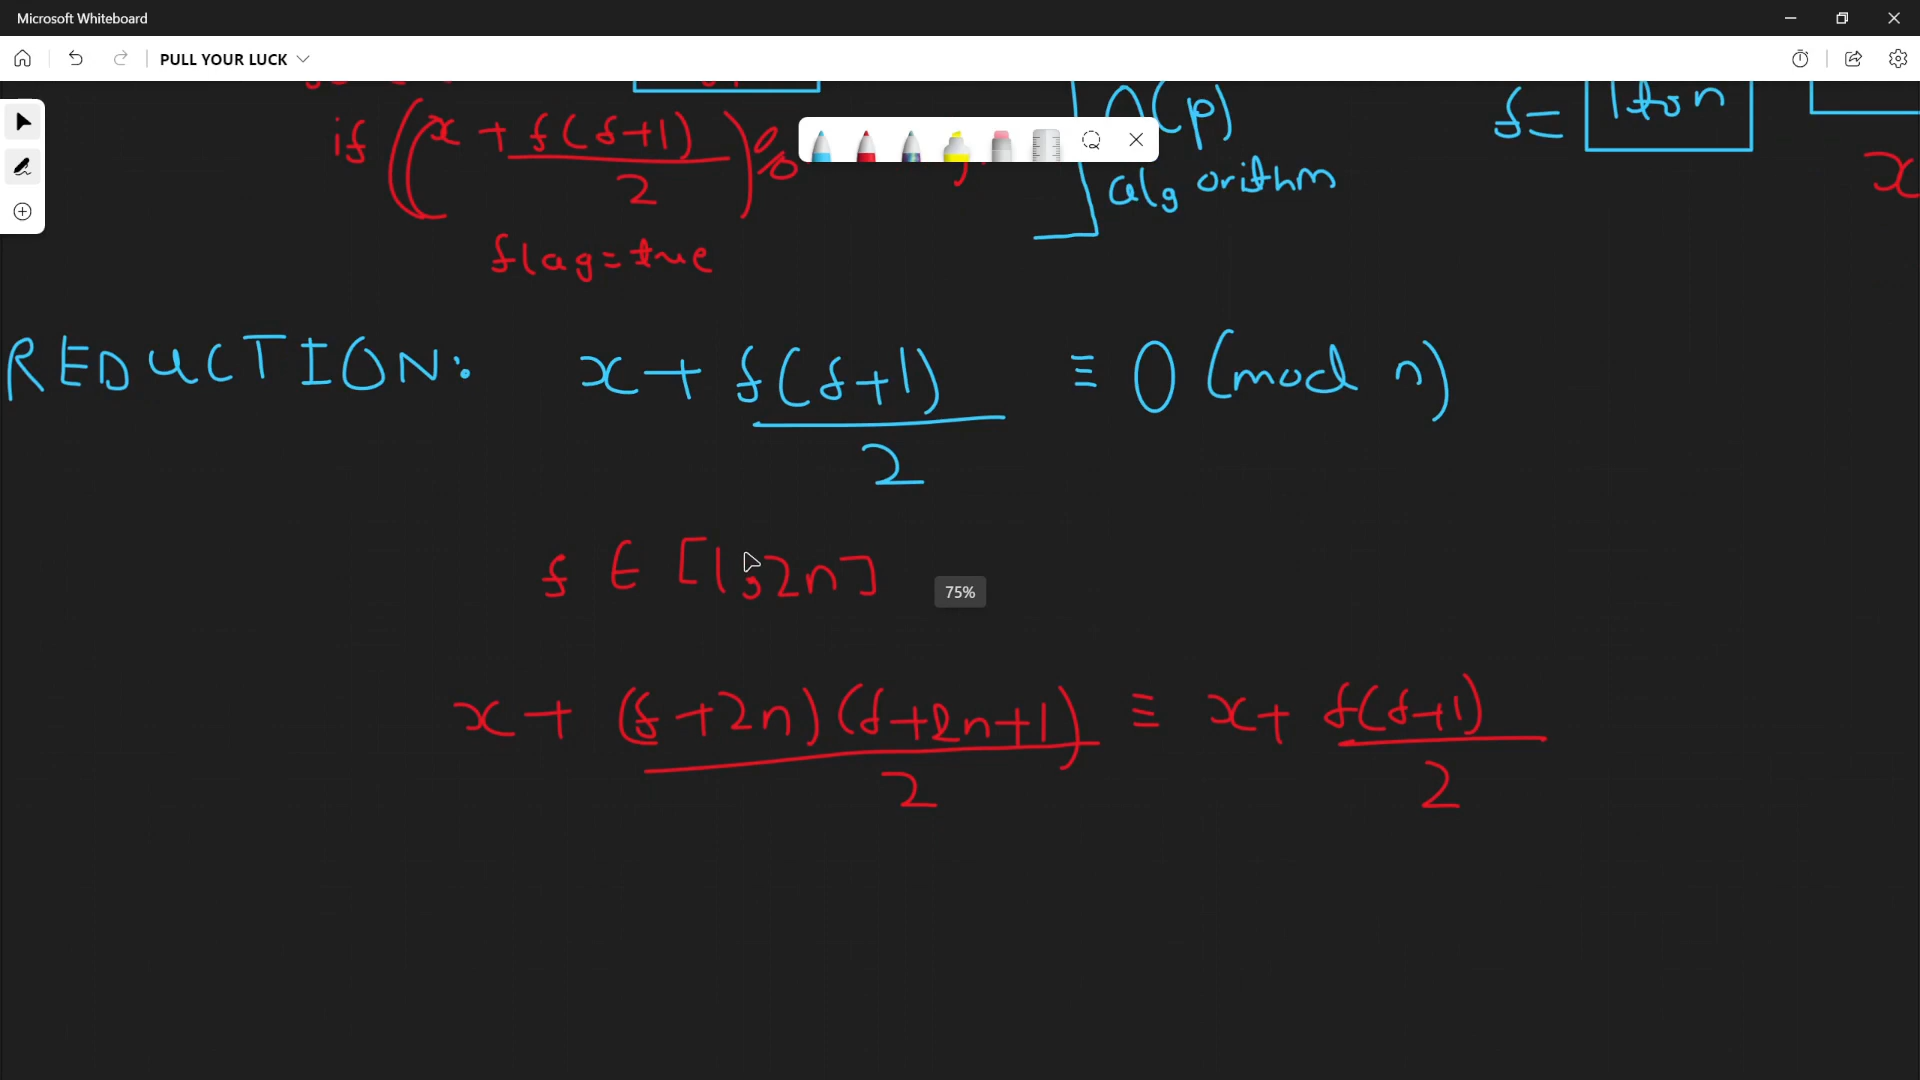 Microsoft Whiteboard
PULL YOUR LUCK
if ((x + f(f+1)/2) %
flag = true
n(p)
algorithm
f = 1 to n
x
REDUCTION: x + f(f+1)/2 ≡ 0 (mod n)
f ∈ [1, 2n]
75%
x + (f+2n)(f+2n+1)/2 ≡ x + f(f+1)/2